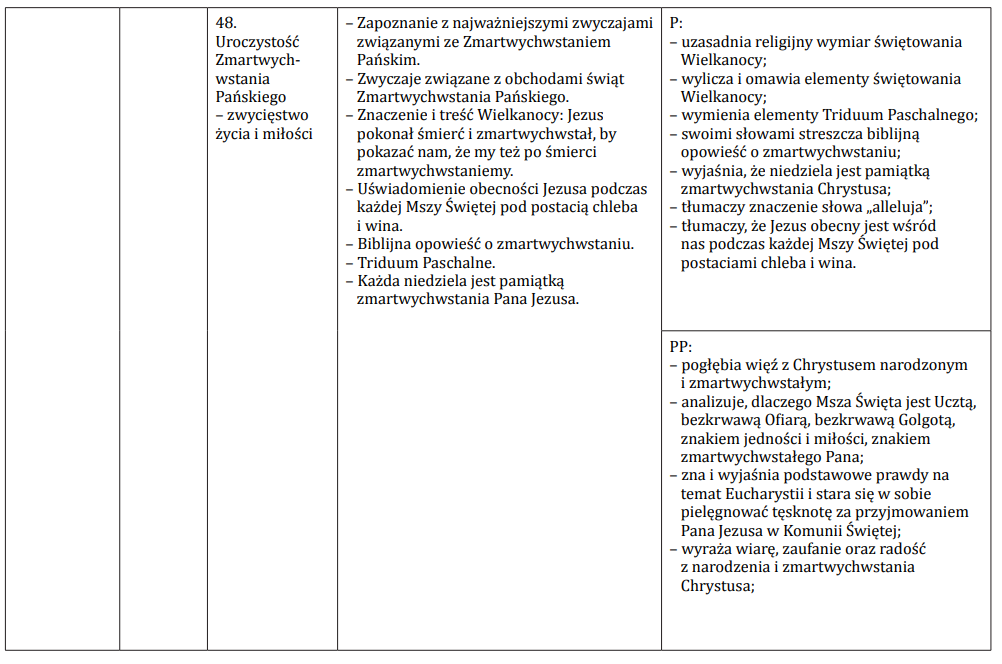 48.
Uroczystość
Zmartwych-
wstania
Pańskiego
– zwycięstwo
życia i miłości
– Zapoznanie z najważniejszymi zwyczajami
związanymi ze Zmartwychwstaniem
Pańskim.
– Zwyczaje związane z obchodami świąt
Zmartwychwstania Pańskiego.
– Znaczenie i treść Wielkanocy: Jezus
pokonał śmierć i zmartwychwstał, by
pokazać nam, że my też po śmierci
zmartwychwstaniemy.
– Uświadomienie obecności Jezusa podczas
każdej Mszy Świętej pod postacią chleba
i wina.
– Biblijna opowieść o zmartwychwstaniu.
– Triduum Paschalne.
– Każda niedziela jest pamiątką
zmartwychwstania Pana Jezusa.
P:
– uzasadnia religijny wymiar świętowania
Wielkanocy;
– wylicza i omawia elementy świętowania
Wielkanocy;
– wymienia elementy Triduum Paschalnego;
– swoimi słowami streszcza biblijną
opowieść o zmartwychwstaniu;
– wyjaśnia, że niedziela jest pamiątką
zmartwychwstania Chrystusa;
– tłumaczy znaczenie słowa „alleluja”;
– tłumaczy, że Jezus obecny jest wśród
nas podczas każdej Mszy Świętej pod
postaciami chleba i wina.
PP:
– pogłębia więź z Chrystusem narodzonym
i zmartwychwstałym;
– analizuje, dlaczego Msza Święta jest Ucztą,
bezkrwawą Ofiarą, bezkrwawą Golgotą,
znakiem jedności i miłości, znakiem
zmartwychwstałego Pana;
– zna i wyjaśnia podstawowe prawdy na
temat Eucharystii i stara się w sobie
pielęgnować tęsknotę za przyjmowaniem
Pana Jezusa w Komunii Świętej;
– wyraża wiarę, zaufanie oraz radość
z narodzenia i zmartwychwstania
Chrystusa;